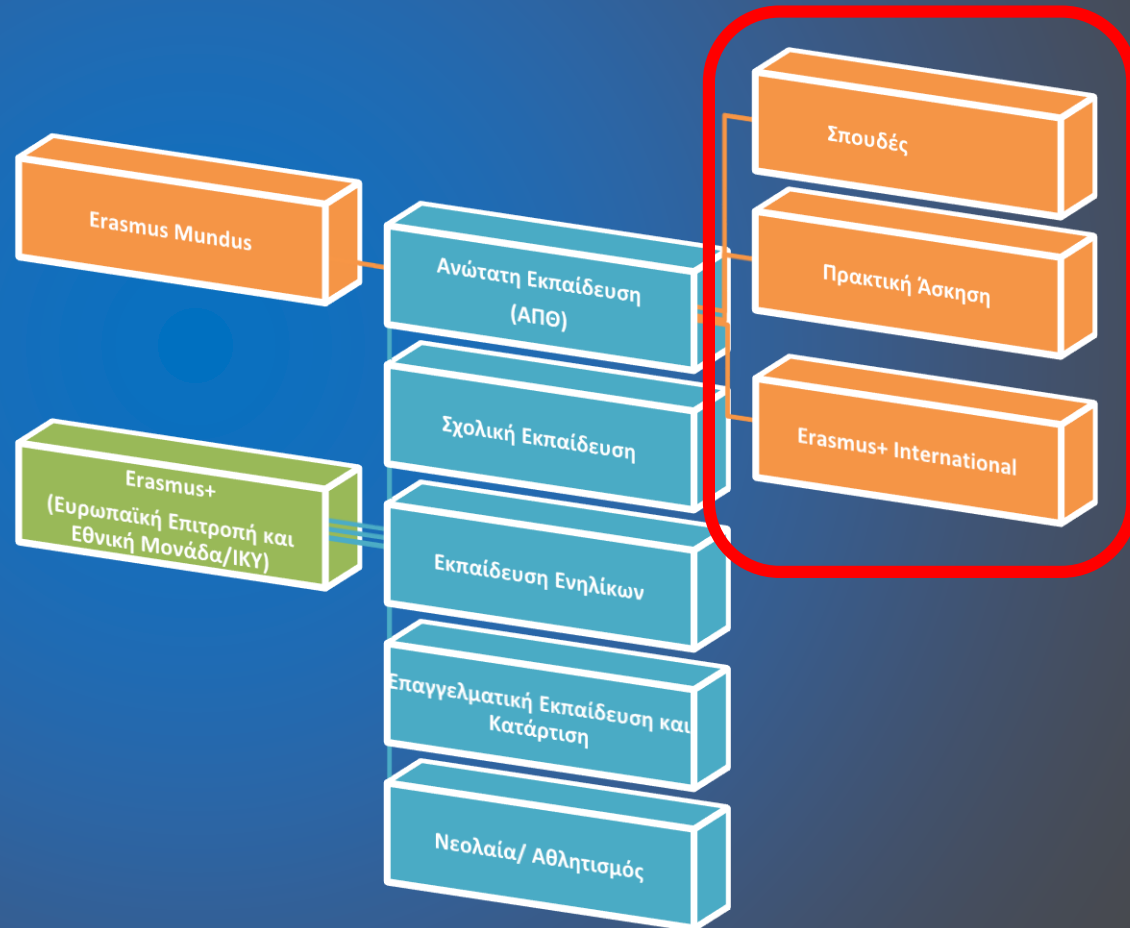 Erasmus Mundus
Erasmus+
(Ευρωπαϊκή Επιτροπή και
Εθνική Μονάδα/ΙΚΥ)
Ανώτατη Εκπαίδευση
(ΑΠΘ)
Σχολική Εκπαίδευση
Εκπαίδευση Ενηλίκων
Επαγγελματική Εκπαίδευση και
Κατάρτιση
Νεολαία/ Αθλητισμός
Σπουδές
Πρακτική Άσκηση
Erasmus+ International